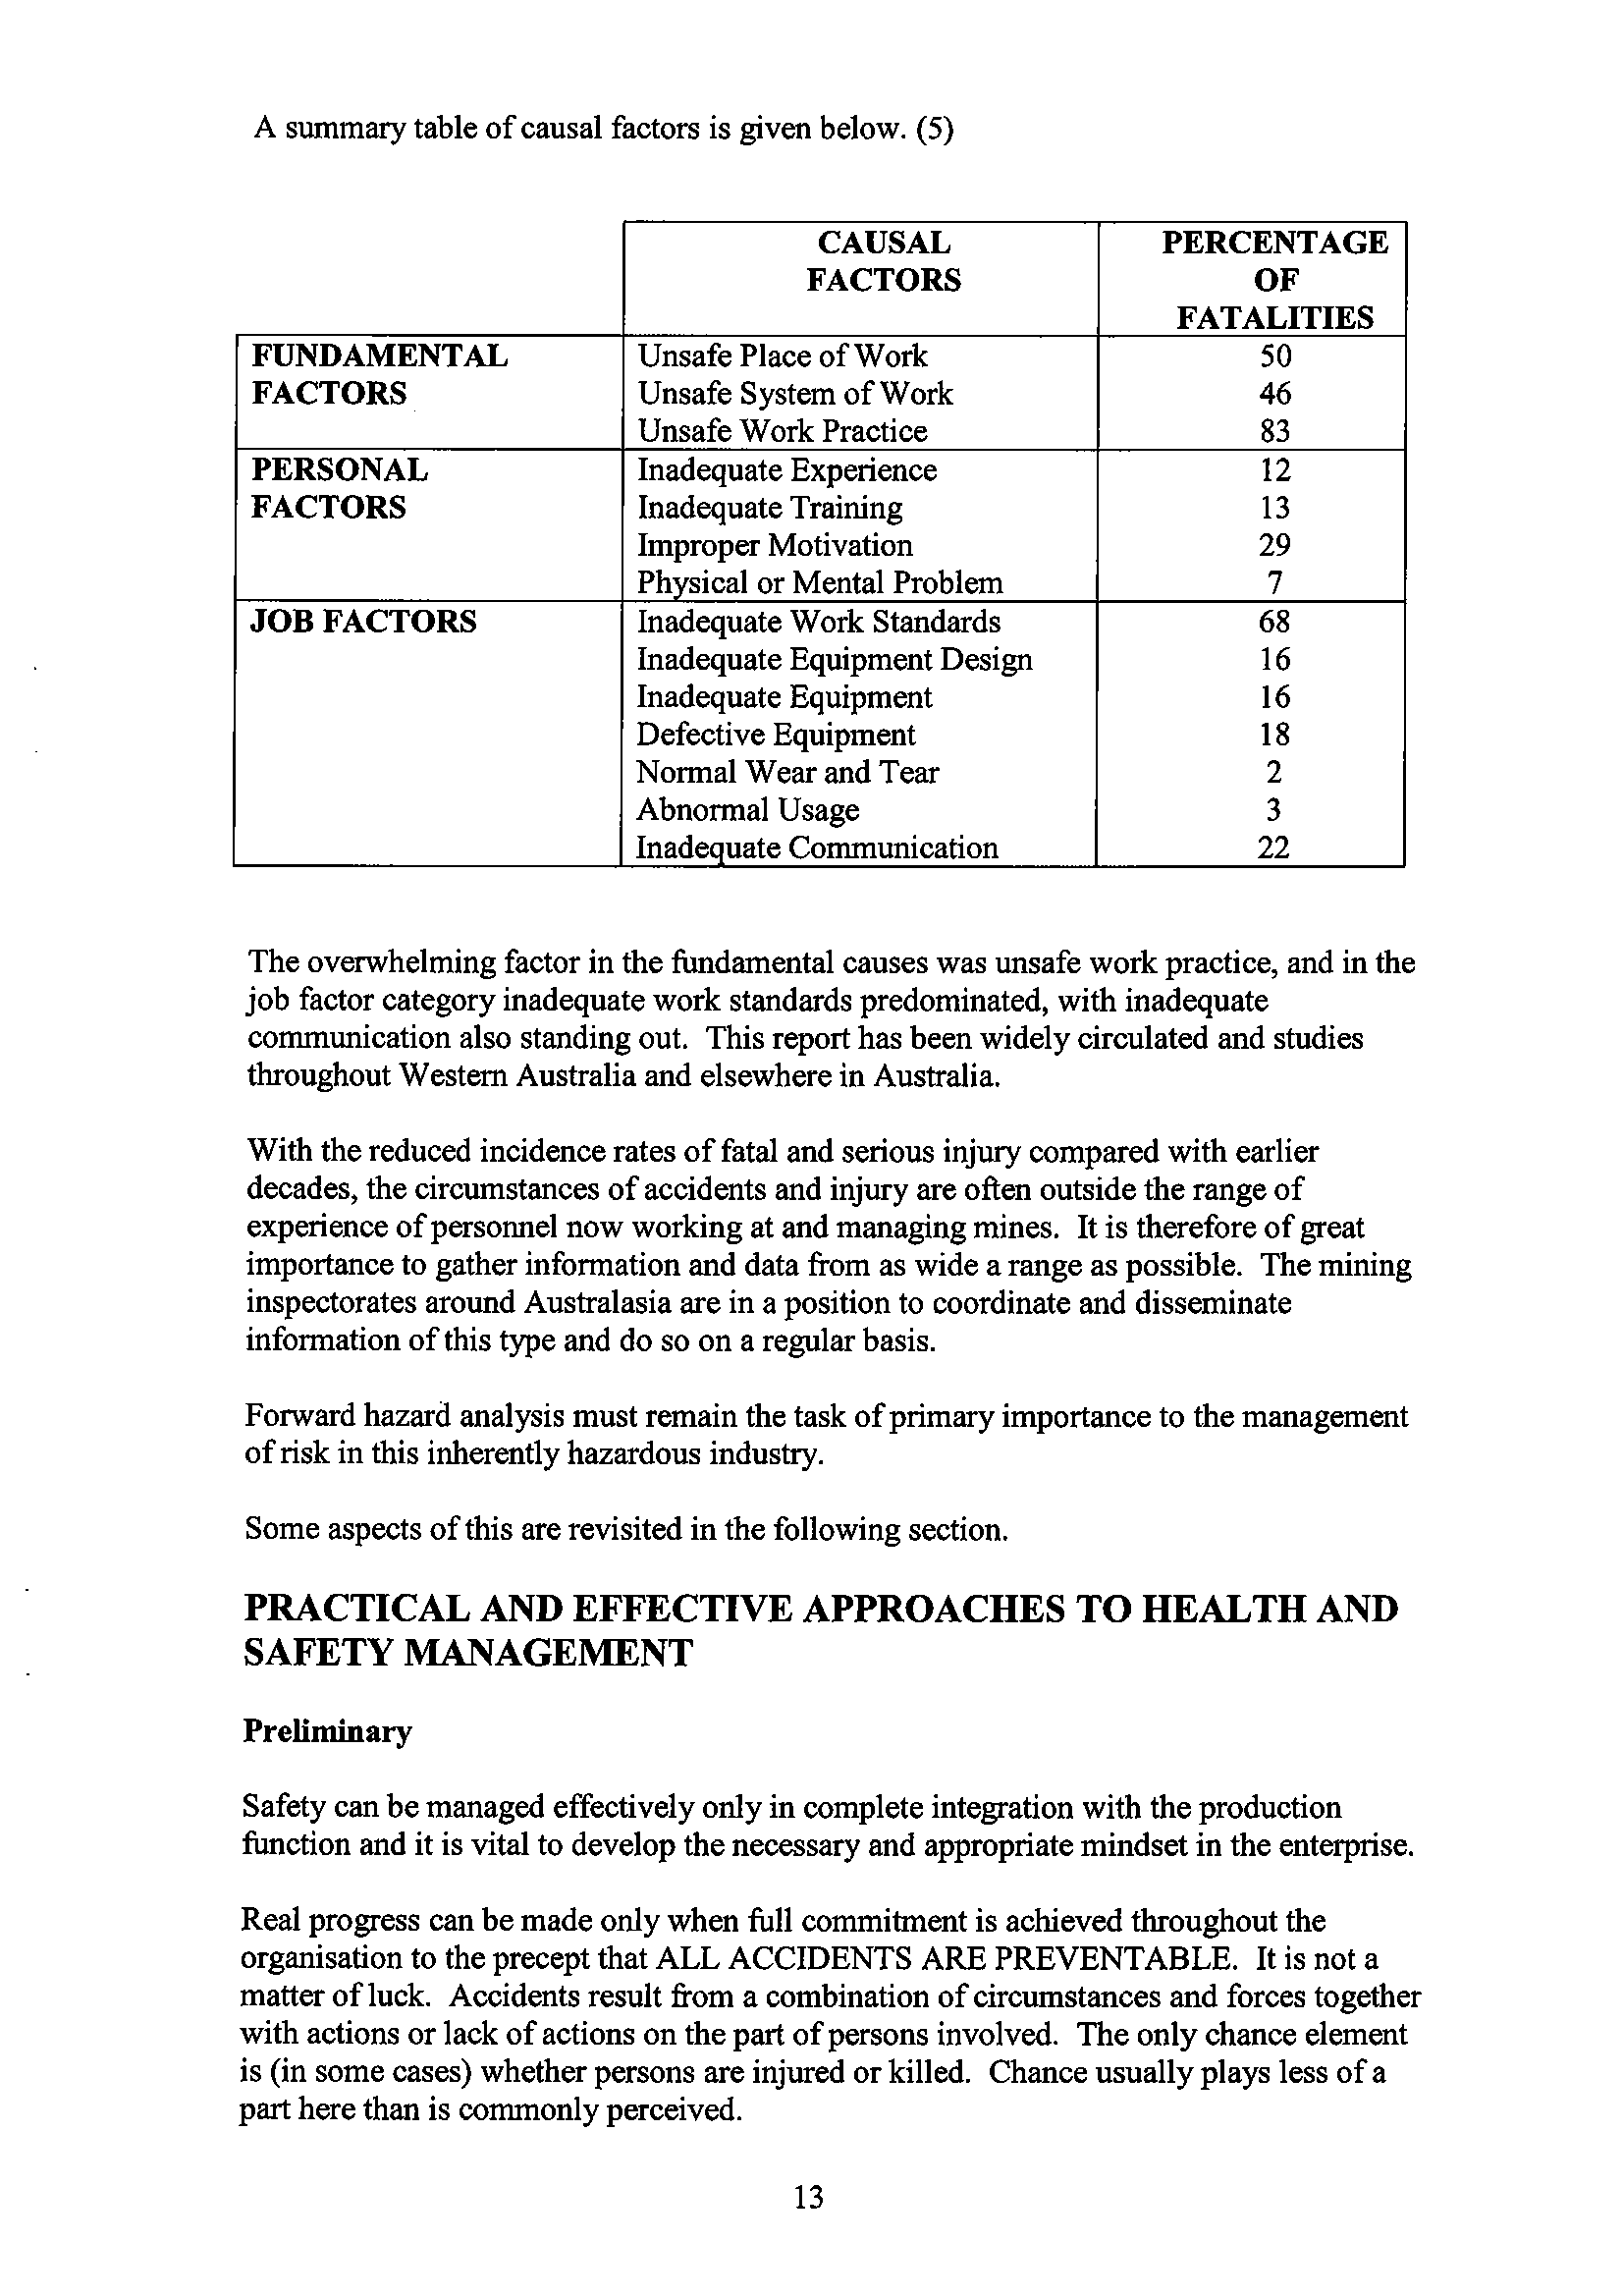 A summary table of causal factors is given below. (5)
CAUSAL FACTORS PERCENTAGE OF FATALITIES
FUNDAMENTAL FACTORS
Unsafe Place of Work 50
Unsafe System of Work 46
Unsafe Work Practice 83
PERSONAL FACTORS
Inadequate Experience 12
Inadequate Training 13
Improper Motivation 29
Physical or Mental Problem 7
JOB FACTORS
Inadequate Work Standards 68
Inadequate Equipment Design 16
Inadequate Equipment 16
Defective Equipment 18
Normal Wear and Tear 2
Abnormal Usage 3
Inadequate Communication 22
The overwhelming factor in the fundamental causes was unsafe work practice, and in the
job factor category inadequate work standards predominated, with inadequate
communication also standing out. This report has been widely circulated and studies
throughout Western Australia and elsewhere in Australia.
With the reduced incidence rates of fatal and serious injury compared with earlier
decades, the circumstances of accidents and injury are often outside the range of
experience of personnel now working at and managing mines. It is therefore of great
importance to gather information and data from as wide a range as possible. The mining
inspectorates around Australasia are in a position to coordinate and disseminate
information of this type and do so on a regular basis.
Forward hazard analysis must remain the task of primary importance to the management
of risk in this inherently hazardous industry.
Some aspects of this are revisited in the following section.
PRACTICAL AND EFFECTIVE APPROACHES TO HEALTH AND
SAFETY MANAGEMENT
Preliminary
Safety can be managed effectively only in complete integration with the production
function and it is vital to develop the necessary and appropriate mindset in the enterprise.
Real progress can be made only when full commitment is achieved throughout the
organisation to the precept that ALL ACCIDENTS ARE PREVENTABLE. It is not a
matter of luck. Accidents result from a combination of circumstances and forces together
with actions or lack of actions on the part of persons involved. The only chance element
is (in some cases) whether persons are injured or killed. Chance usually plays less of a
part here than is commonly perceived.
13